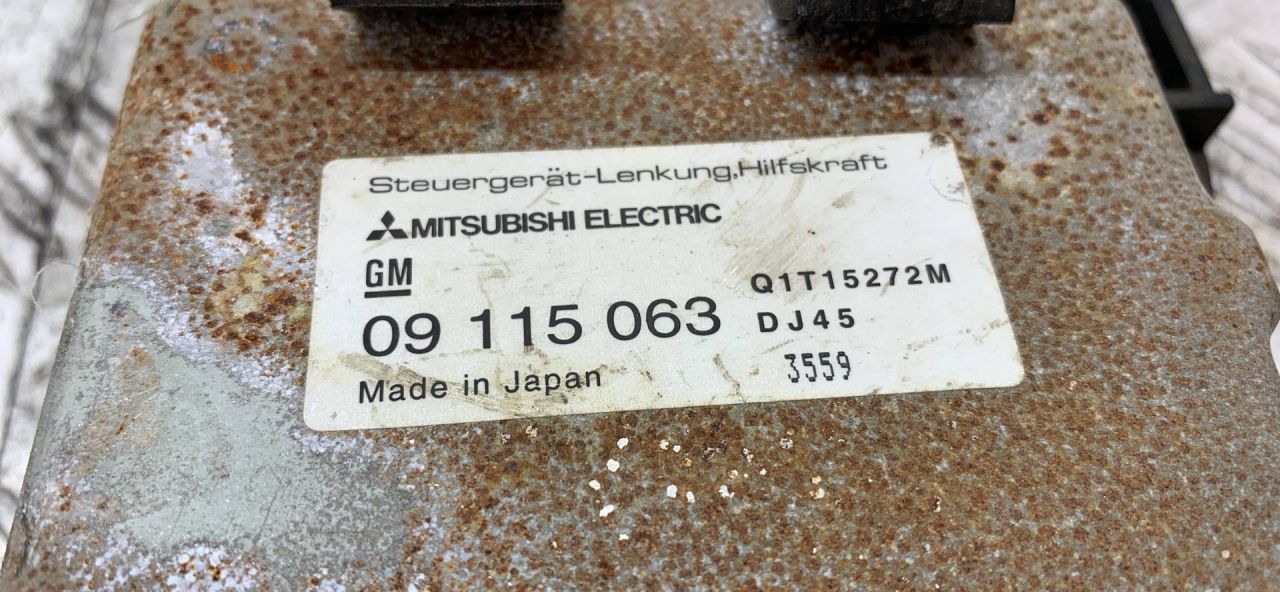 Steuergerät-Lenkung,Hilfskraft
MITSUBISHI ELECTRIC
GM
Q1T15272M
09 115 063 DJ45
Made in Japan 3559